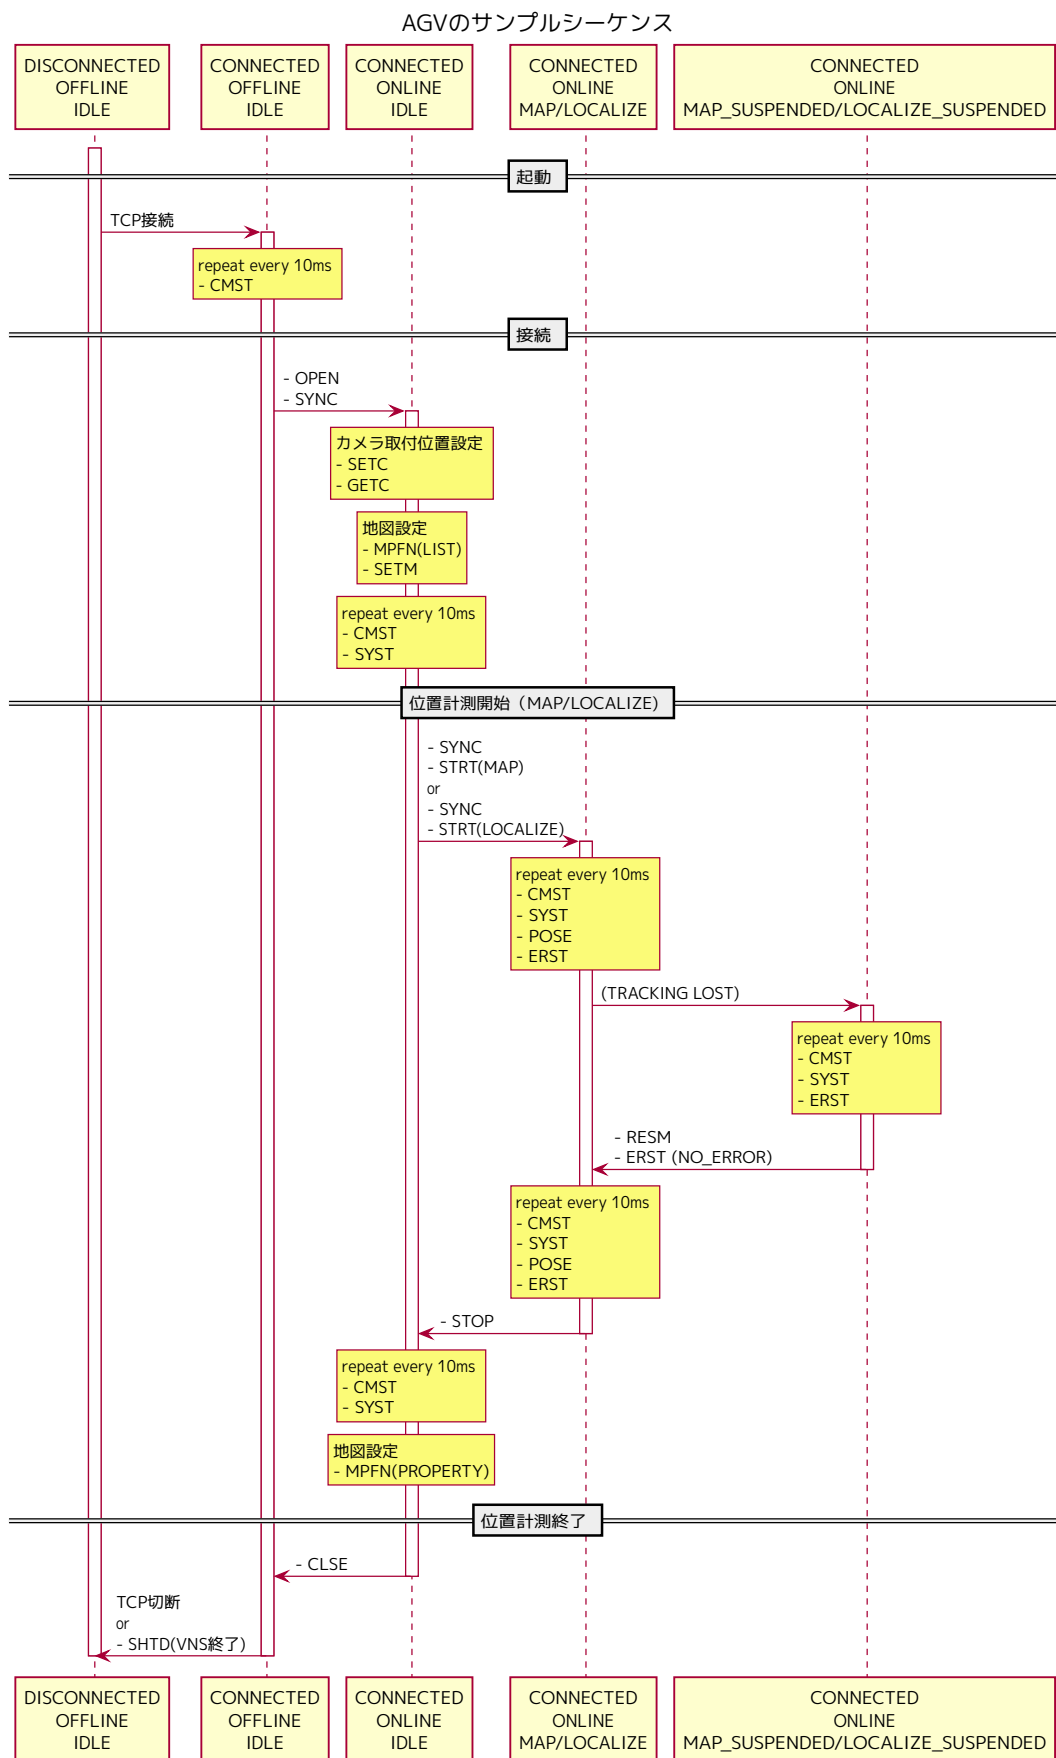 AGVのサンプルシーケンス
DISCONNECTED
OFFLINE
IDLE
CONNECTED
OFFLINE
IDLE
CONNECTED
ONLINE
IDLE
CONNECTED
ONLINE
MAP/LOCALIZE
CONNECTED
ONLINE
MAP_SUSPENDED/LOCALIZE_SUSPENDED
起動
TCP接続
repeat every 10ms
- CMST
接続
- OPEN
- SYNC
カメラ取付位置設定
- SETC
- GETC
地図設定
- MPFN(LIST)
- SETM
repeat every 10ms
- CMST
- SYST
位置計測開始（MAP/LOCALIZE）
- SYNC
- STRT(MAP)
or
- SYNC
- STRT(LOCALIZE)
repeat every 10ms
- CMST
- SYST
- POSE
- ERST
(TRACKING LOST)
repeat every 10ms
- CMST
- SYST
- ERST
- RESM
- ERST (NO_ERROR)
repeat every 10ms
- CMST
- SYST
- POSE
- ERST
- STOP
repeat every 10ms
- CMST
- SYST
地図設定
- MPFN(PROPERTY)
位置計測終了
- CLSE
TCP切断
or
- SHTD(VNS終了)
DISCONNECTED
OFFLINE
IDLE
CONNECTED
OFFLINE
IDLE
CONNECTED
ONLINE
IDLE
CONNECTED
ONLINE
MAP/LOCALIZE
CONNECTED
ONLINE
MAP_SUSPENDED/LOCALIZE_SUSPENDED